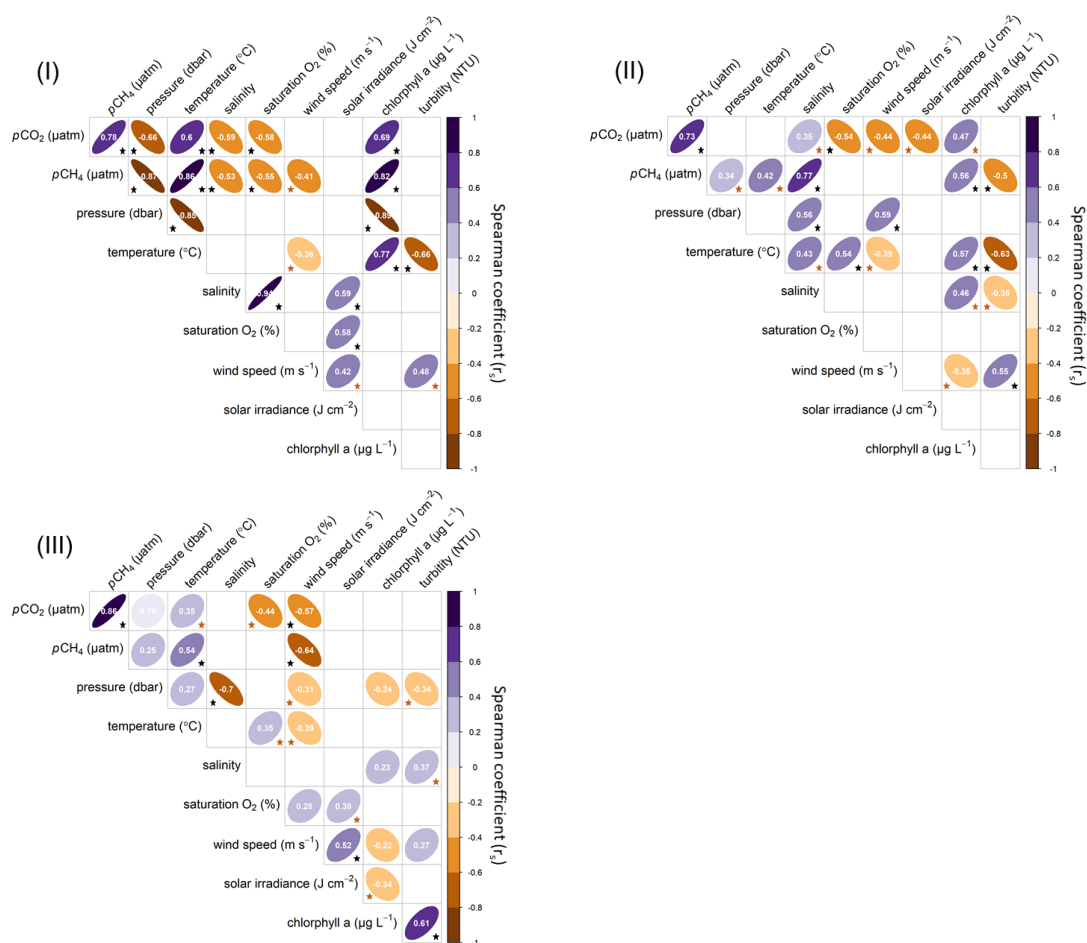 (I)
pCH₄ (µatm)
pressure (dbar)
temperature (°C)
salinity
saturation O₂ (%)
wind speed (m s⁻¹)
solar irradiance (J cm⁻²)
chlorophyll a (µg L⁻¹)
turbitity (NTU)
pCO₂ (µatm) 0.78 -0.66 0.6 -0.59 -0.58 0.69
pCH₄ (µatm) -0.87 0.86 -0.53 -0.55 -0.41 0.82
pressure (dbar) -0.85 -0.89
temperature (°C) -0.36 0.77 -0.66
salinity 0.94 0.59
saturation O₂ (%) 0.58
wind speed (m s⁻¹) 0.42 0.48
solar irradiance (J cm⁻²)
chlorophyll a (µg L⁻¹)
1
0.8
0.6
0.4
0.2
0
-0.2
-0.4
-0.6
-0.8
-1
Spearman coefficient (rₛ)
(II)
pCH₄ (µatm)
pressure (dbar)
temperature (°C)
salinity
saturation O₂ (%)
wind speed (m s⁻¹)
solar irradiance (J cm⁻²)
chlorophyll a (µg L⁻¹)
turbitity (NTU)
pCO₂ (µatm) 0.73 0.35 -0.54 -0.44 -0.44 0.47
pCH₄ (µatm) 0.34 0.42 0.77 0.56 -0.5
pressure (dbar) 0.56 0.59
temperature (°C) 0.43 0.54 -0.39 0.57 -0.63
salinity 0.46 -0.35
saturation O₂ (%)
wind speed (m s⁻¹) -0.35 0.55
solar irradiance (J cm⁻²)
chlorophyll a (µg L⁻¹)
1
0.8
0.6
0.4
0.2
0
-0.2
-0.4
-0.6
-0.8
-1
Spearman coefficient (rₛ)
(III)
pCH₄ (µatm)
pressure (dbar)
temperature (°C)
salinity
saturation O₂ (%)
wind speed (m s⁻¹)
solar irradiance (J cm⁻²)
chlorophyll a (µg L⁻¹)
turbitity (NTU)
pCO₂ (µatm) 0.86 0.35 -0.44 -0.57
pCH₄ (µatm) 0.25 0.54 -0.64
pressure (dbar) 0.27 -0.7 -0.31 -0.24 -0.34
temperature (°C) 0.35 -0.39
salinity 0.23 0.37
saturation O₂ (%) 0.28 0.38
wind speed (m s⁻¹) 0.52 -0.22 0.27
solar irradiance (J cm⁻²) -0.34
chlorophyll a (µg L⁻¹) 0.61
1
0.8
0.6
0.4
0.2
0
-0.2
-0.4
-0.6
-0.8
-1
Spearman coefficient (rₛ)